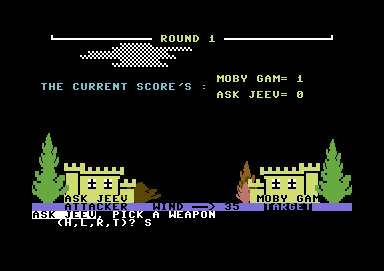 ROUND 1
THE CURRENT SCORE'S : MOBY GAM= 1
ASK JEEV= 0
ASK JEEV MOBY GAM
ATTACKER WIND 35 TARGET
ASK JEEV, PICK A WEAPON
(H,L,R,T)? S